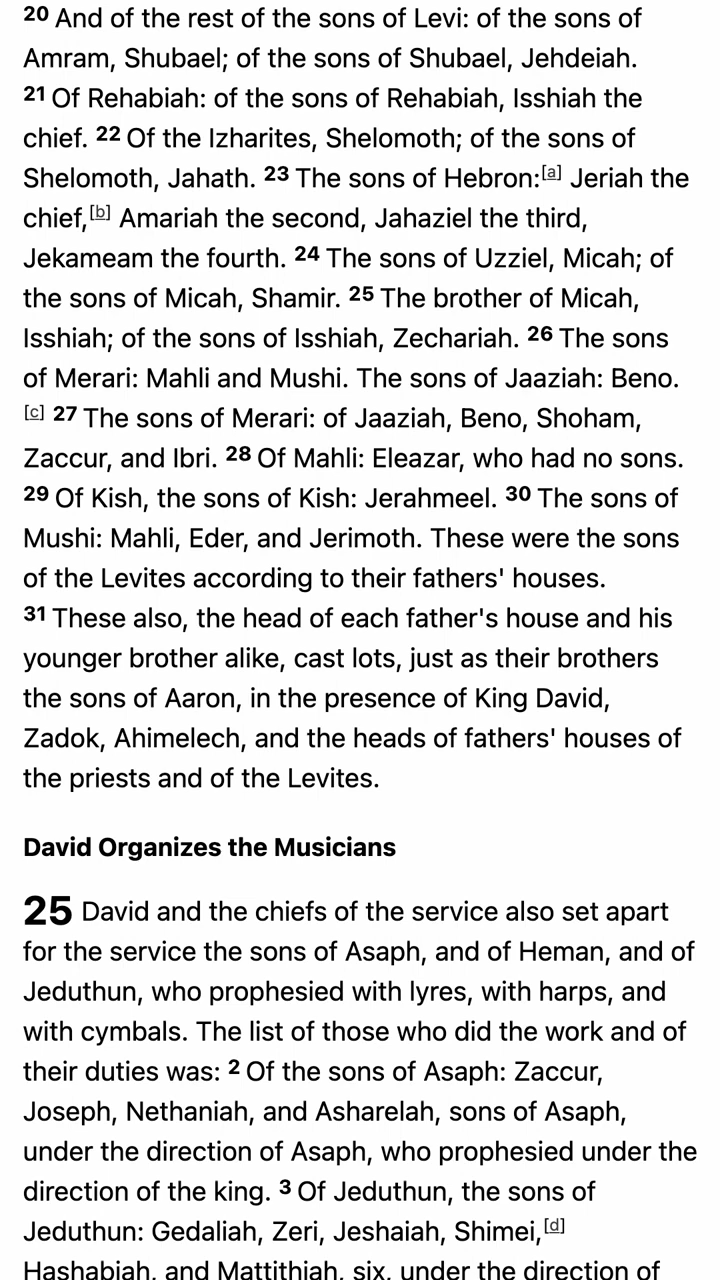 20 And of the rest of the sons of Levi: of the sons of
Amram, Shubael; of the sons of Shubael, Jehdeiah.
21 Of Rehabiah: of the sons of Rehabiah, Isshiah the
chief. 22 Of the Izharites, Shelomoth; of the sons of
Shelomoth, Jahath. 23 The sons of Hebron:[a] Jeriah the
chief,[b] Amariah the second, Jahaziel the third,
Jekameam the fourth. 24 The sons of Uzziel, Micah; of
the sons of Micah, Shamir. 25 The brother of Micah,
Isshiah; of the sons of Isshiah, Zechariah. 26 The sons
of Merari: Mahli and Mushi. The sons of Jaaziah: Beno.
[c] 27 The sons of Merari: of Jaaziah, Beno, Shoham,
Zaccur, and Ibri. 28 Of Mahli: Eleazar, who had no sons.
29 Of Kish, the sons of Kish: Jerahmeel. 30 The sons of
Mushi: Mahli, Eder, and Jerimoth. These were the sons
of the Levites according to their fathers' houses.
31 These also, the head of each father's house and his
younger brother alike, cast lots, just as their brothers
the sons of Aaron, in the presence of King David,
Zadok, Ahimelech, and the heads of fathers' houses of
the priests and of the Levites.
David Organizes the Musicians
25 David and the chiefs of the service also set apart
for the service the sons of Asaph, and of Heman, and of
Jeduthun, who prophesied with lyres, with harps, and
with cymbals. The list of those who did the work and of
their duties was: 2 Of the sons of Asaph: Zaccur,
Joseph, Nethaniah, and Asharelah, sons of Asaph,
under the direction of Asaph, who prophesied under the
direction of the king. 3 Of Jeduthun, the sons of
Jeduthun: Gedaliah, Zeri, Jeshaiah, Shimei,[d]
Hashabiah, and Mattithiah, six, under the direction of